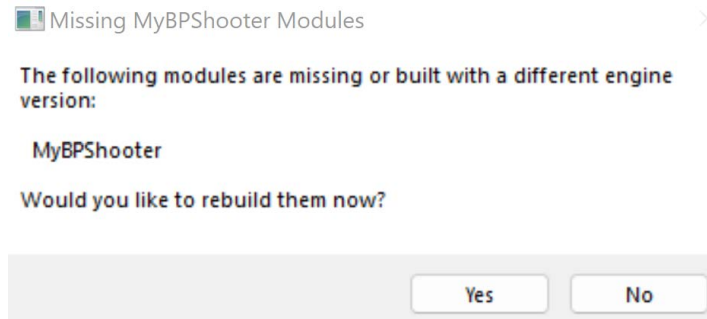 Missing MyBPShooter Modules
The following modules are missing or built with a different engine
version:
MyBPShooter
Would you like to rebuild them now?
Yes
No